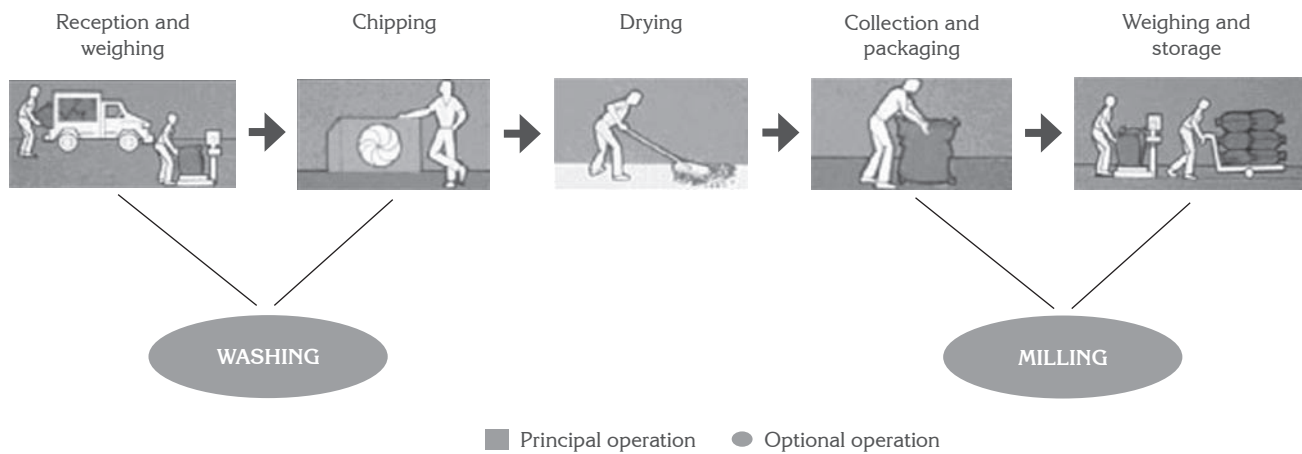 Reception and
weighing
Chipping
Drying
Collection and
packaging
Weighing and
storage
WASHING
MILLING
Principal operation
Optional operation